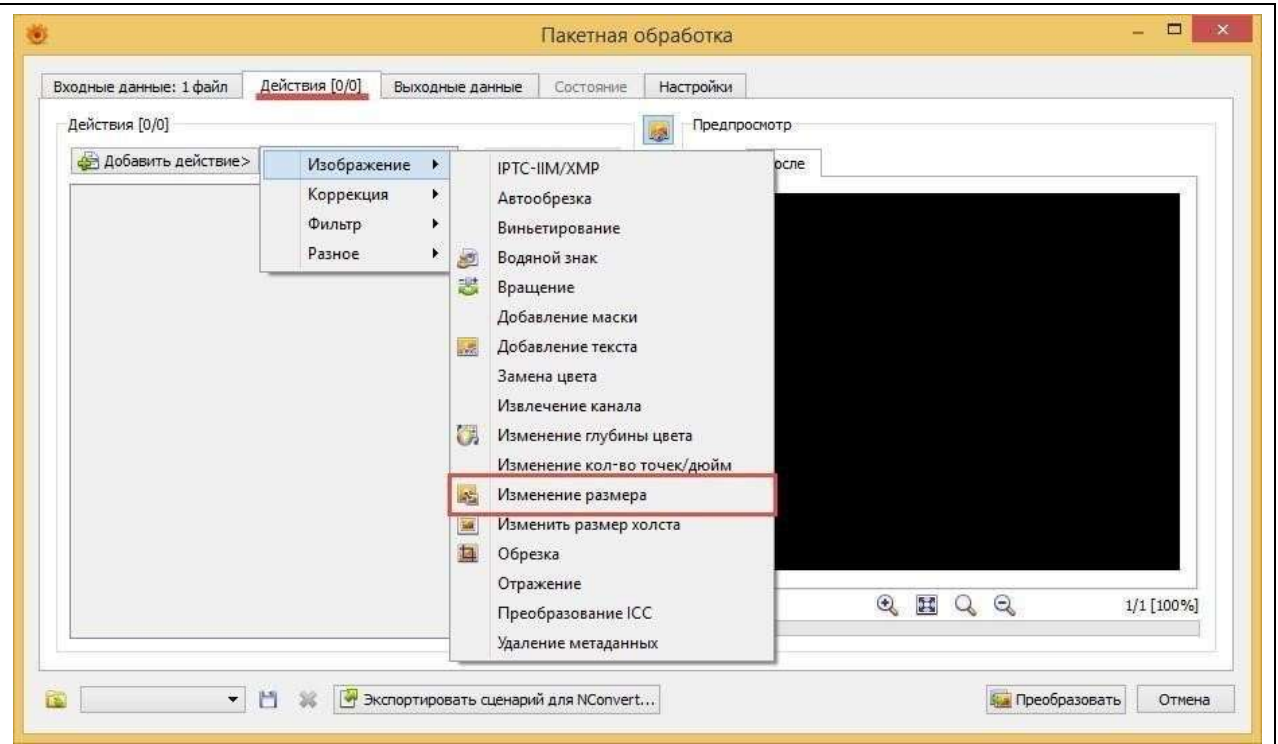 Пакетная обработка
Входные данные: 1 файл Действия [0/0] Выходные данные Состояние Настройки
Действия [0/0] Предпросмотр
Добавить действие> Изображение IPTC-IIM/XMP осле
Коррекция Автообрезка
Фильтр Виньетирование
Разное Водяной знак
Вращение
Добавление маски
Добавление текста
Замена цвета
Извлечение канала
Изменение глубины цвета
Изменение кол-во точек/дюйм
Изменение размера
Изменить размер холста
Обрезка
Отражение
Преобразование ICC 1/1 [100%]
Удаление метаданных
Экспортировать сценарий для NConvert... Преобразовать Отмена